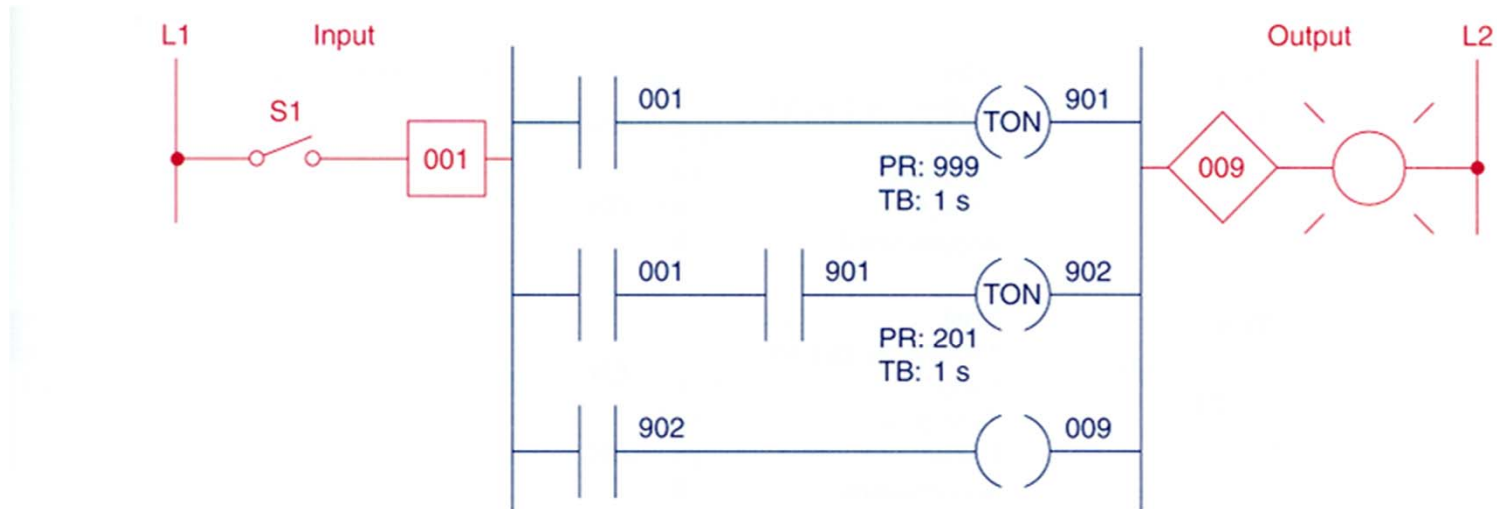 L1 Input Output L2
S1
001 901
001 TON 009
PR: 999
TB: 1 s
001 901 902
TON
PR: 201
TB: 1 s
902 009